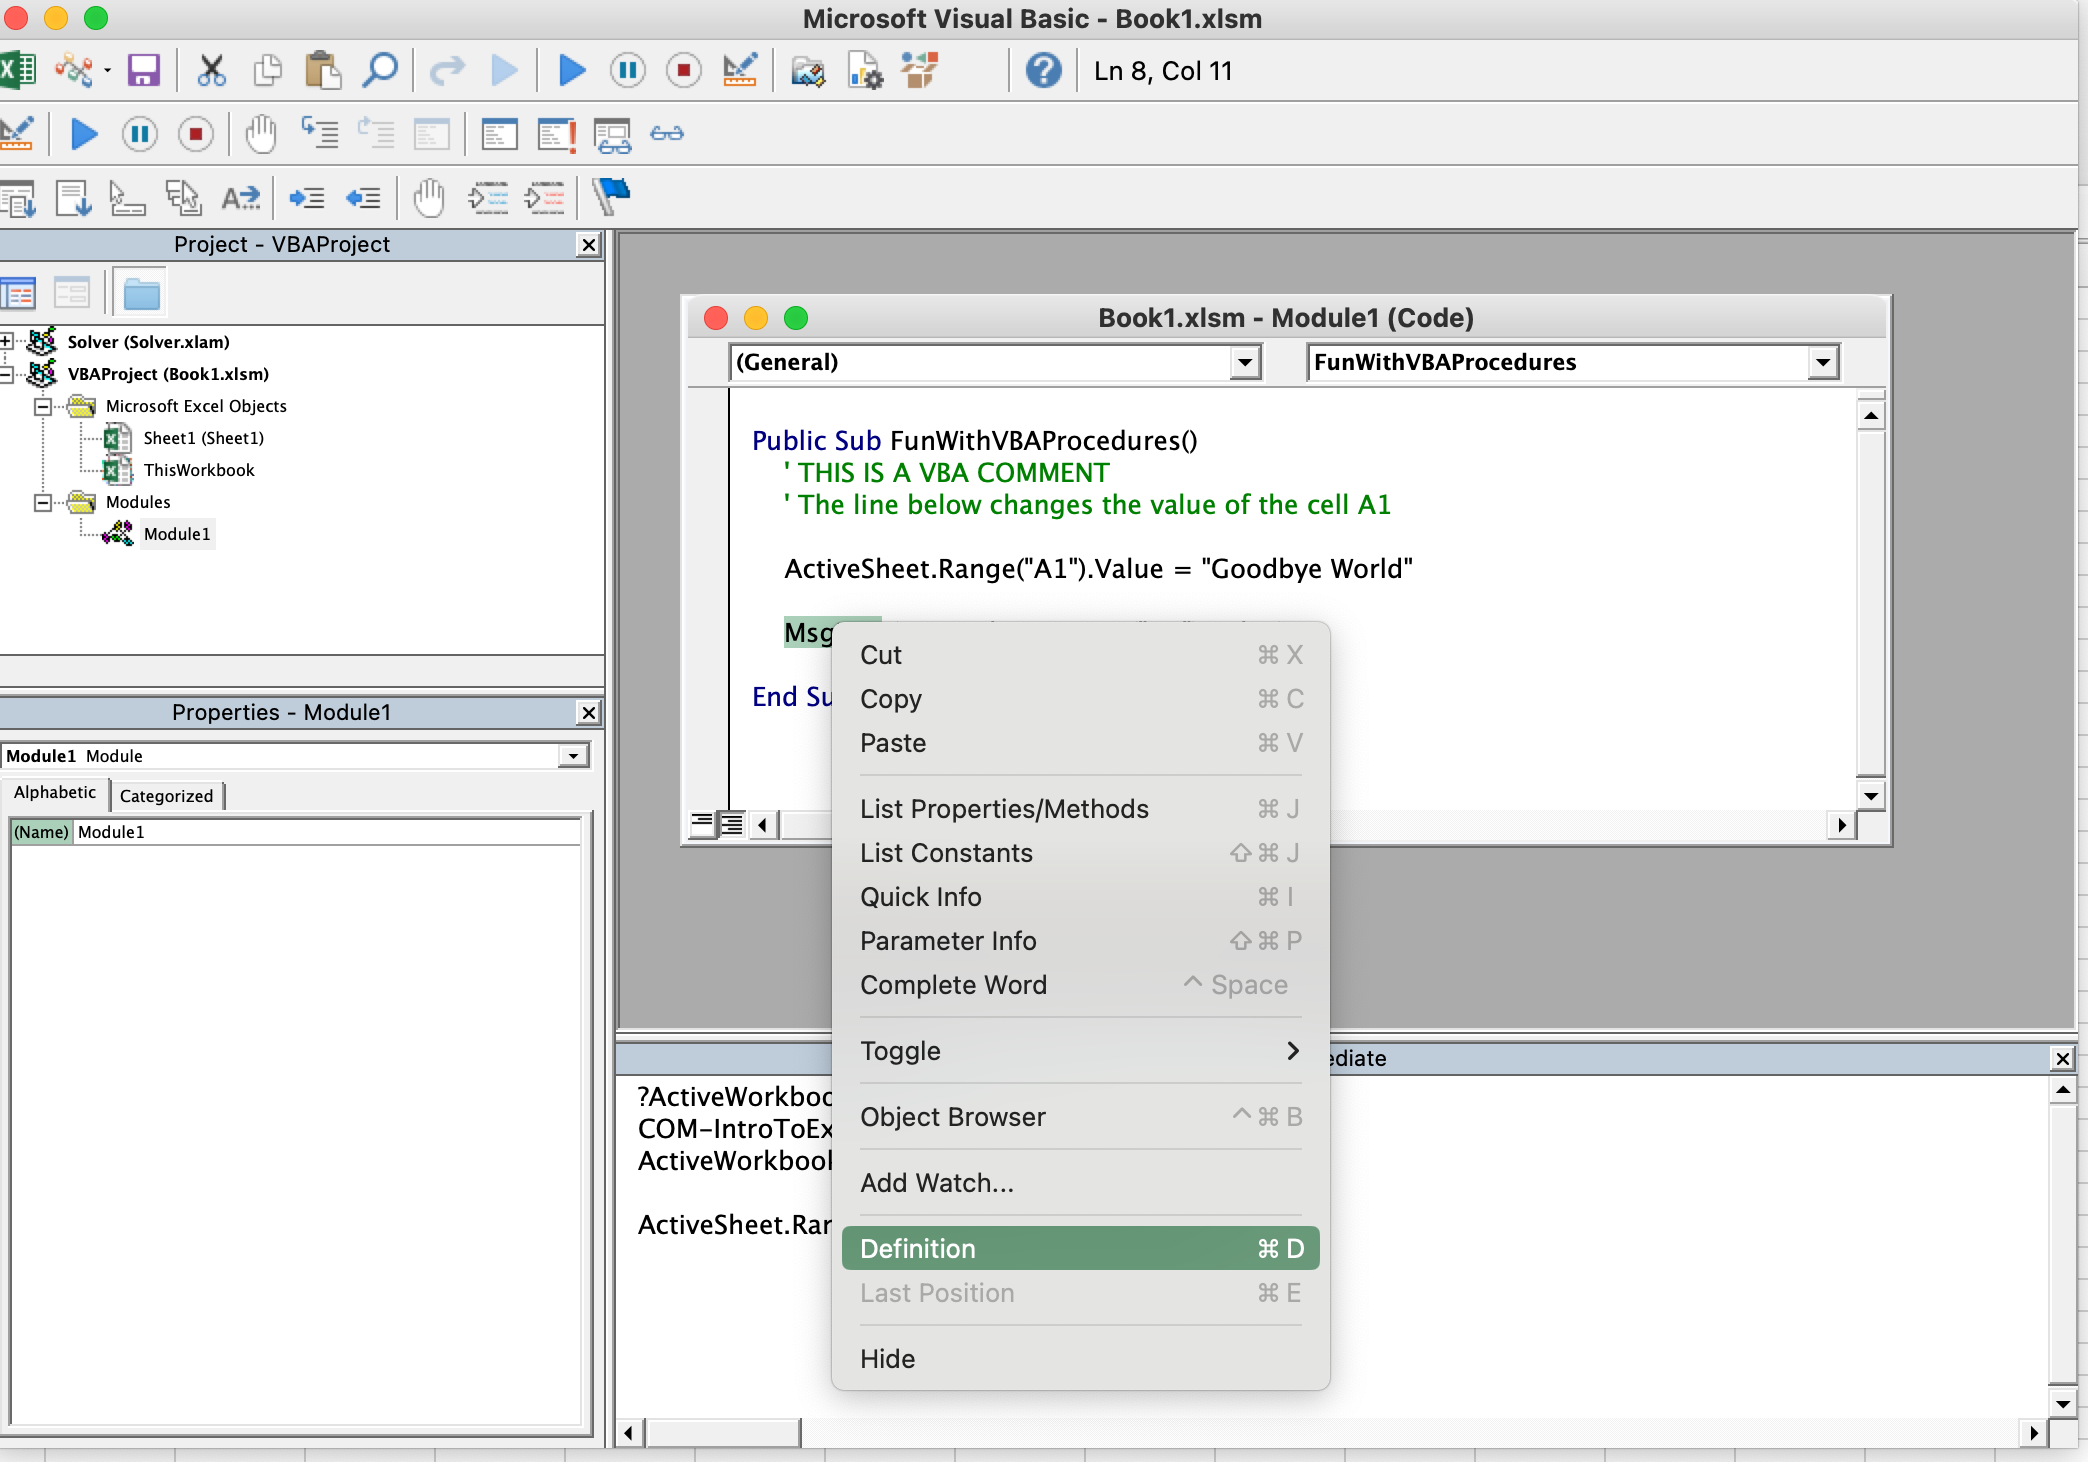 Microsoft Visual Basic - Book1.xlsm
Ln 8, Col 11
Project - VBAProject
Solver (Solver.xlam)
VBAProject (Book1.xlsm)
Microsoft Excel Objects
Sheet1 (Sheet1)
ThisWorkbook
Modules
Module1
Properties - Module1
Module1 Module
Alphabetic
Categorized
(Name) Module1
Book1.xlsm - Module1 (Code)
(General)
FunWithVBAProcedures
Public Sub FunWithVBAProcedures()
' THIS IS A VBA COMMENT
' The line below changes the value of the cell A1
ActiveSheet.Range("A1").Value = "Goodbye World"
Msg
End Su
Cut ⌘ X
Copy ⌘ C
Paste ⌘ V
List Properties/Methods ⌘ J
List Constants ⇧ ⌘ J
Quick Info ⌘ I
Parameter Info ⇧ ⌘ P
Complete Word ^ Space
Toggle
Object Browser ^ ⌘ B
Add Watch...
Definition ⌘ D
Last Position ⌘ E
Hide
ediate
?ActiveWorkboo
COM-IntroToEx
ActiveWorkbook
ActiveSheet.Ran